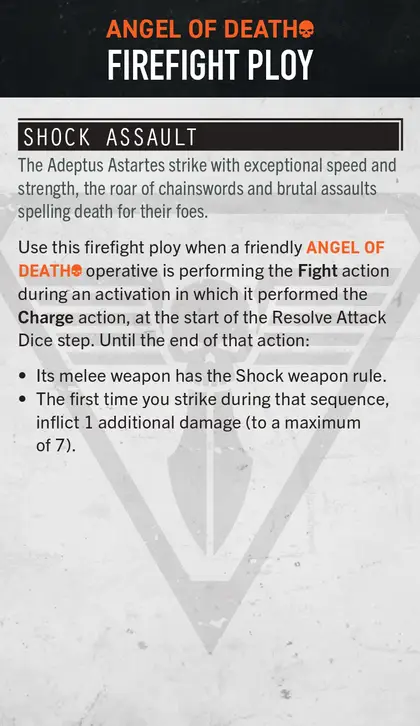 ANGEL OF DEATH
FIREFIGHT PLOY
SHOCK ASSAULT
The Adeptus Astartes strike with exceptional speed and
strength, the roar of chainswords and brutal assaults
spelling death for their foes.
Use this firefight ploy when a friendly ANGEL OF
DEATH operative is performing the Fight action
during an activation in which it performed the
Charge action, at the start of the Resolve Attack
Dice step. Until the end of that action:
• Its melee weapon has the Shock weapon rule.
• The first time you strike during that sequence,
inflict 1 additional damage (to a maximum
of 7).